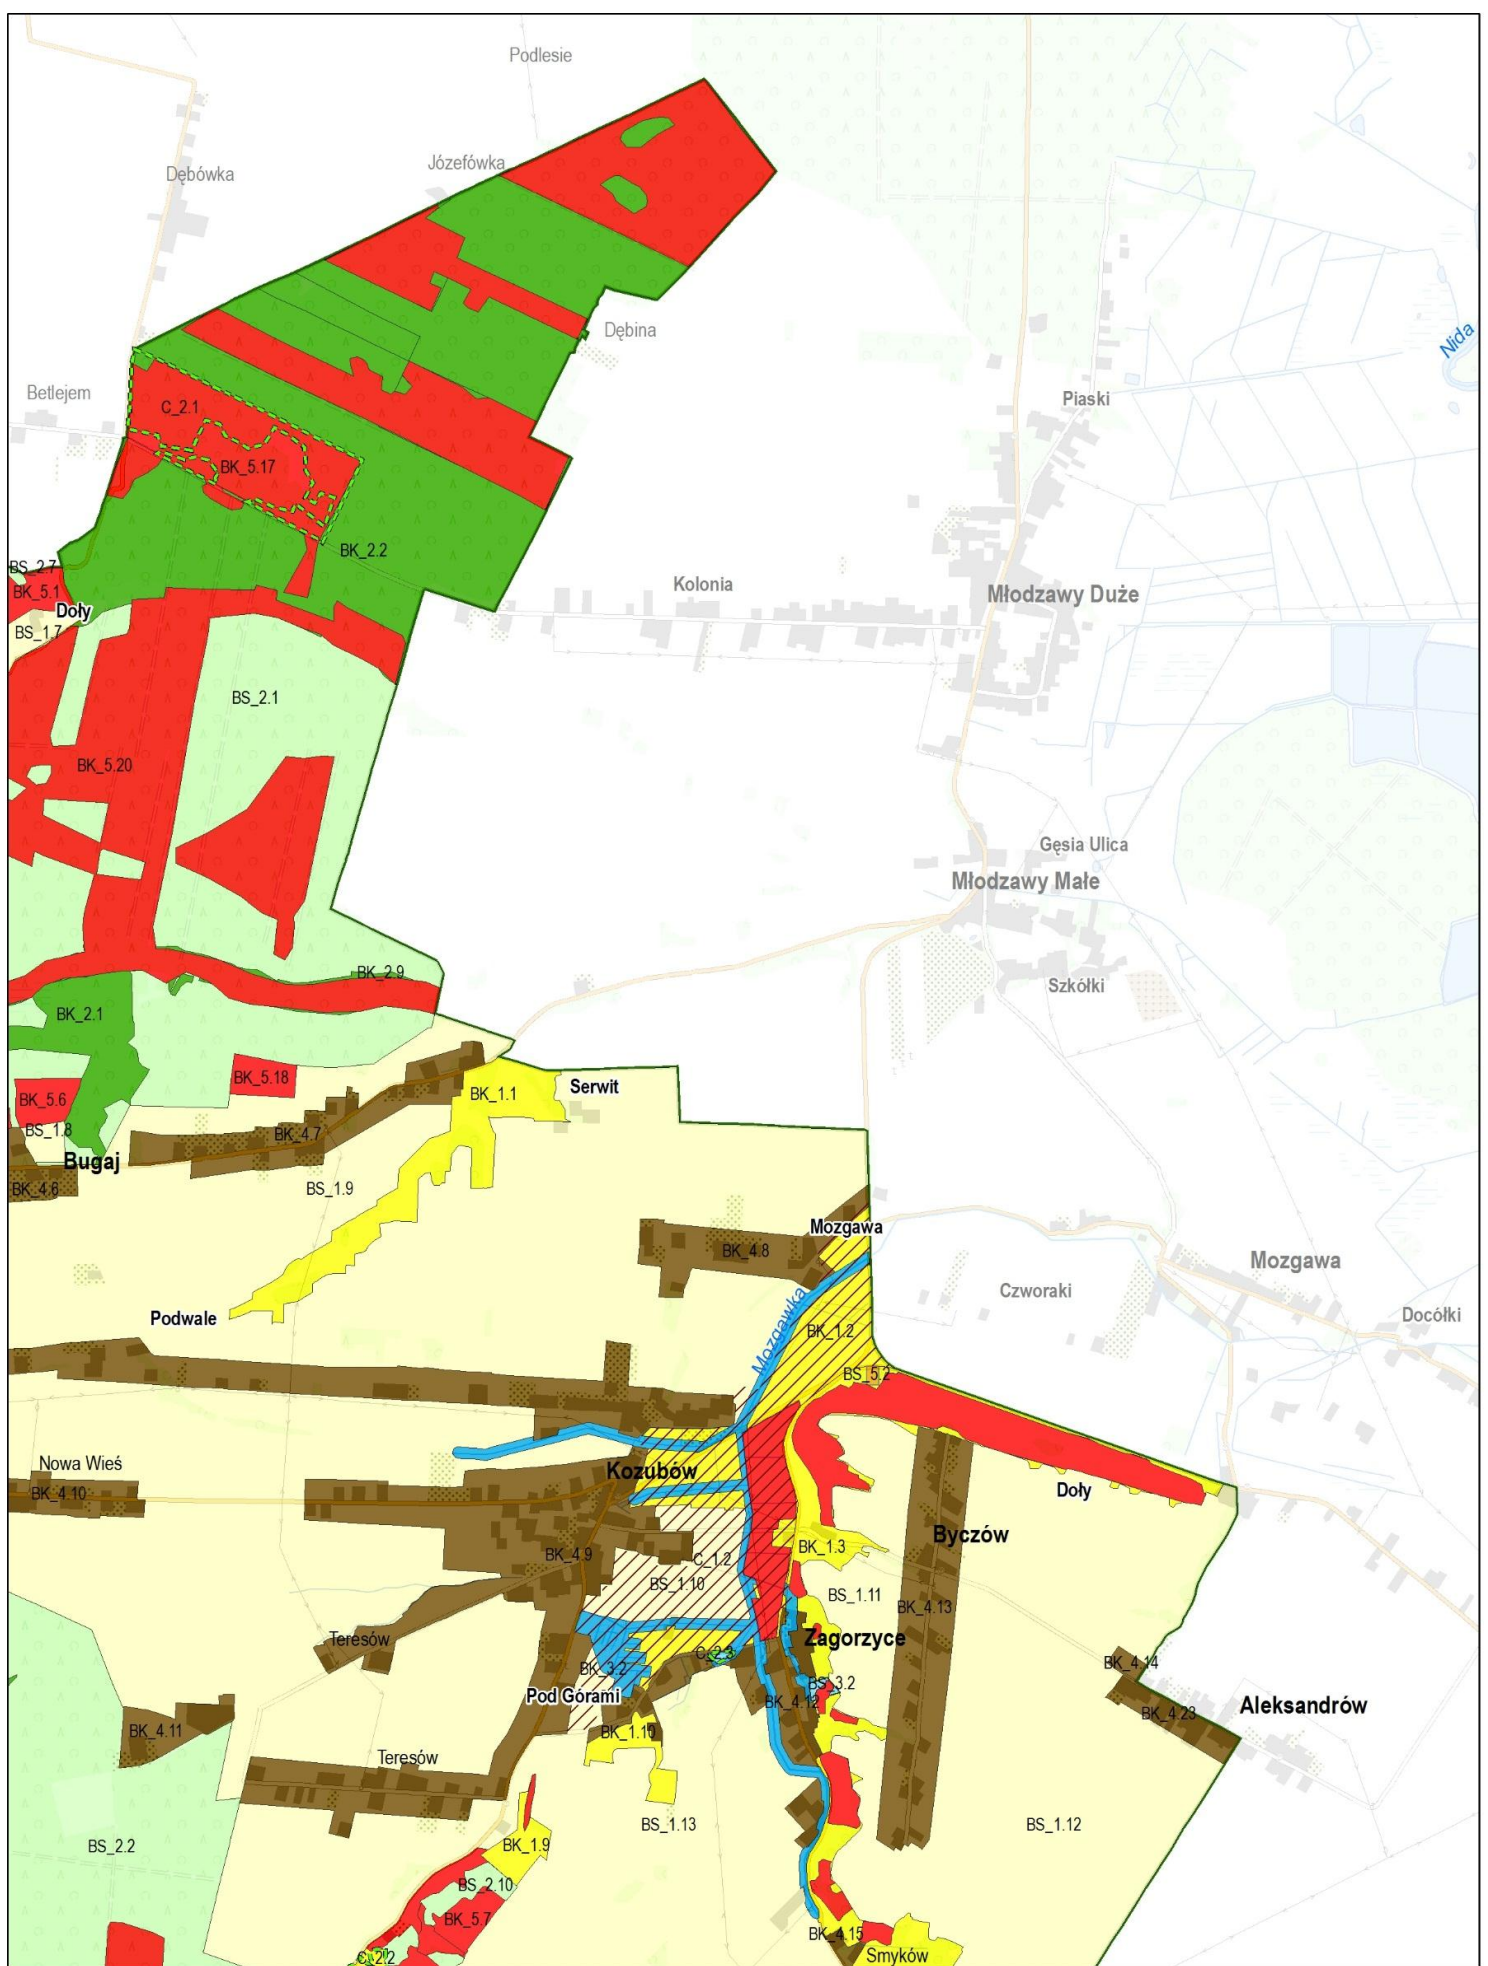 Podlesie
Józefówka
Dębówka
Dębina
Nida
Betlejem
Piaski
C_2.1
BK_5.17
BK_2.2
BS_2.7
BK_5.1
Doły
BS_1.7
Kolonia
Młodzawy Duże
BS_2.1
BK_5.20
Gęsia Ulica
Młodzawy Małe
BK_2.9
Szkółki
BK_2.1
BK_5.18
BK_1.1
Serwit
BK_5.6
BS_1.8
BK_4.7
Bugaj
BK_4.6
BS_1.9
Mozgawa
BK_4.8
Mozgawa
Czworaki
Podwale
Mozgawka
BK_1.2
Docółki
BS_5.2
Nowa Wieś
Kozubów
BK_4.10
Doły
Byczów
BK_4.9
C_1.2
BK_1.3
BS_1.10
BS_1.11
BK_4.13
Teresów
Zagorzyce
C_2.3
BK_3.2
BS_3.2
BK_4.14
Pod Górami
BK_4.12
Aleksandrów
BK_4.23
BK_4.11
BK_1.10
Teresów
BS_1.13
BS_1.12
BS_2.2
BK_1.9
BS_2.10
BK_5.7
BK_4.15
C_2.2
Smyków